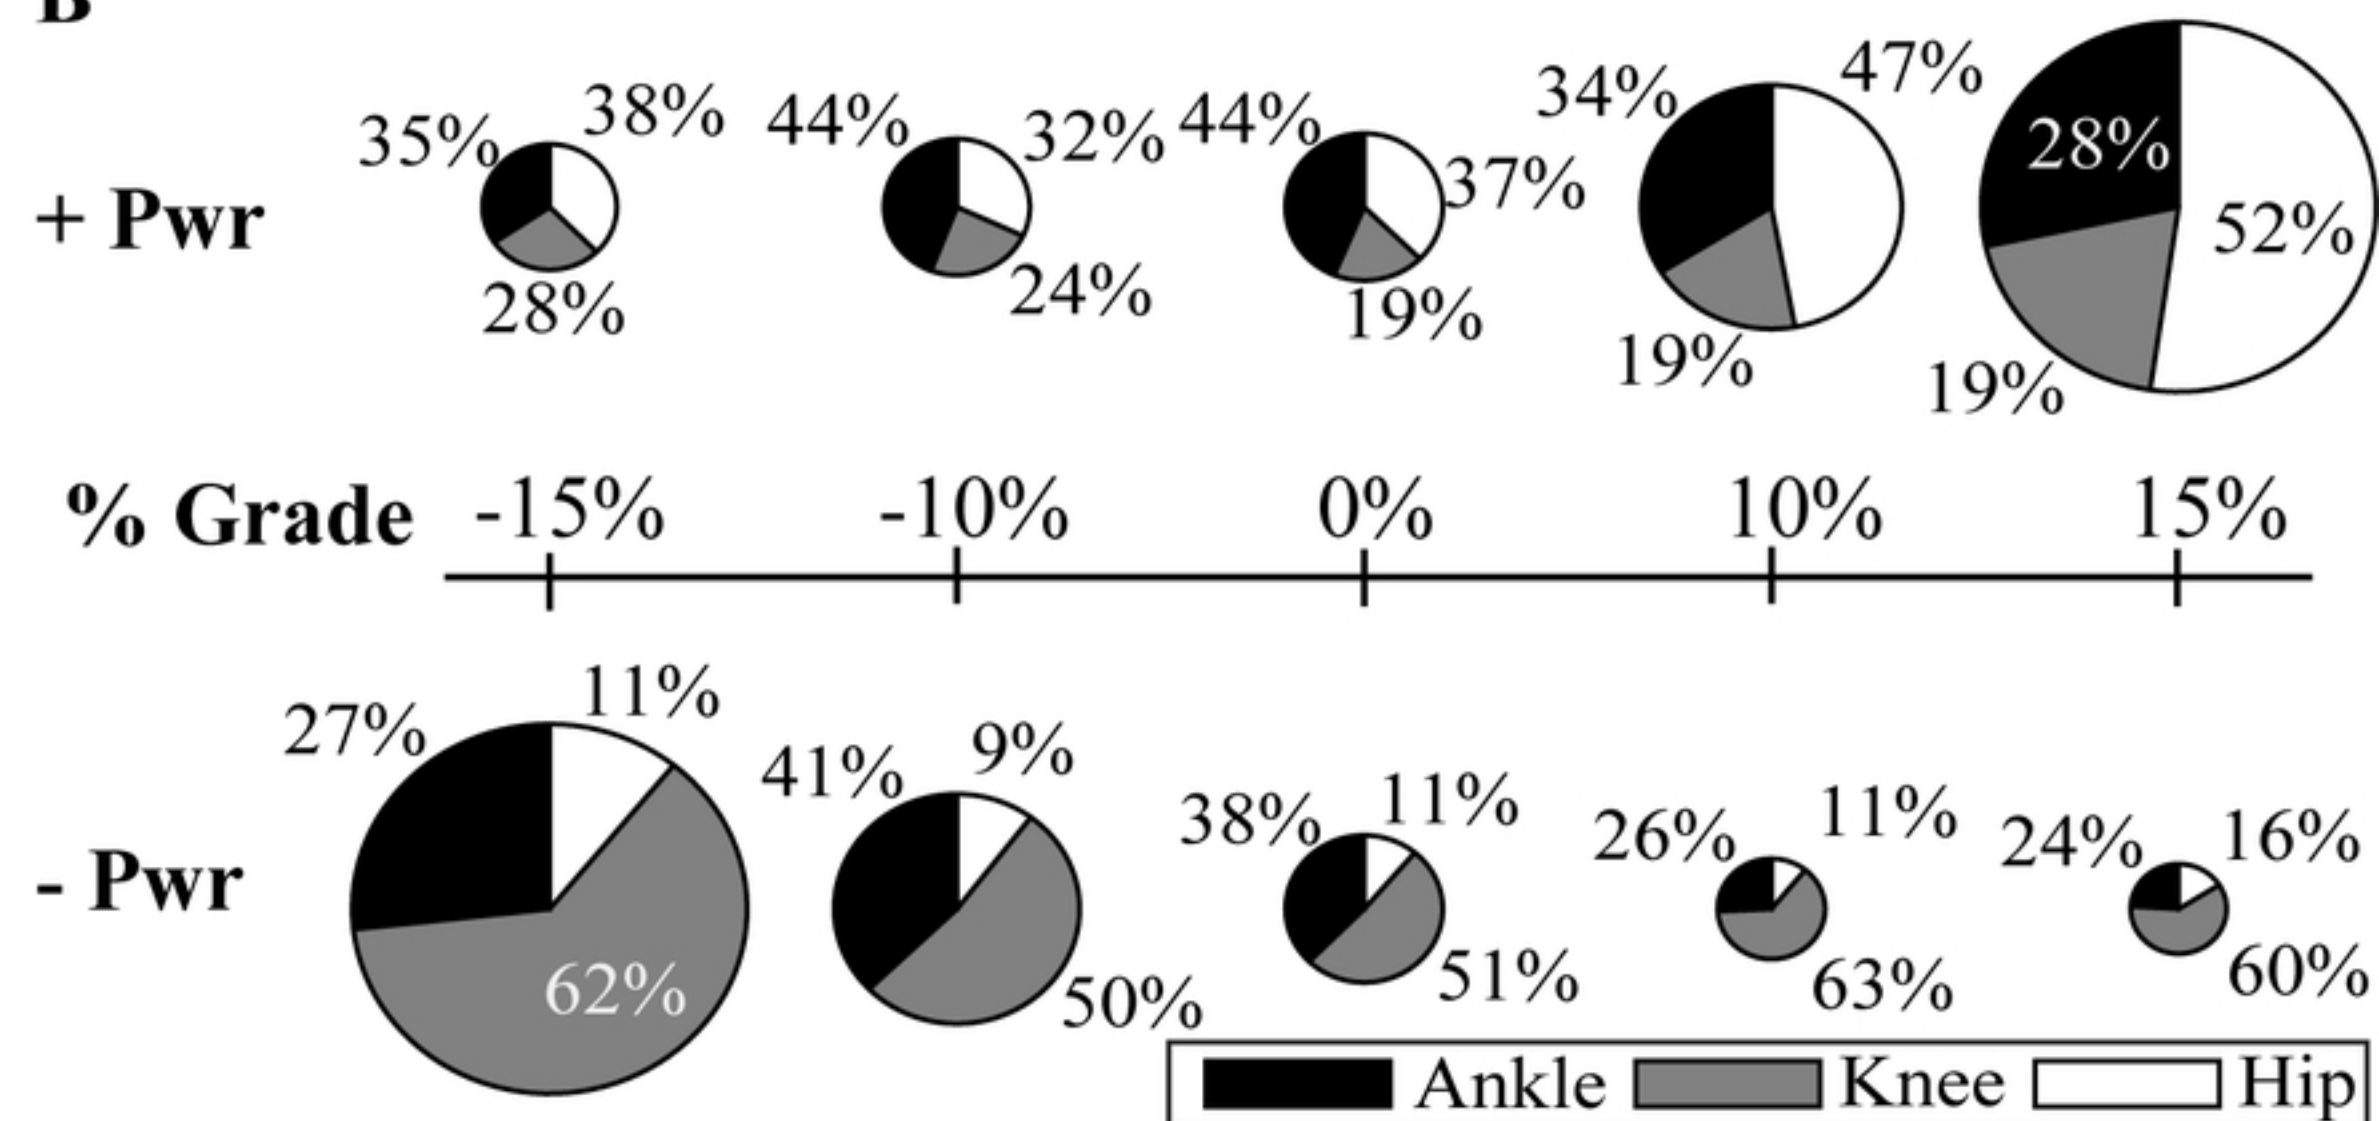 B
35% 38% 44% 32% 44% 37% 34% 47% 28% 52%
+ Pwr
28% 24% 19% 19% 19%
% Grade -15% -10% 0% 10% 15%
27% 11% 41% 9% 38% 11% 26% 11% 24% 16%
- Pwr
62% 50% 51% 63% 60%
Ankle Knee Hip